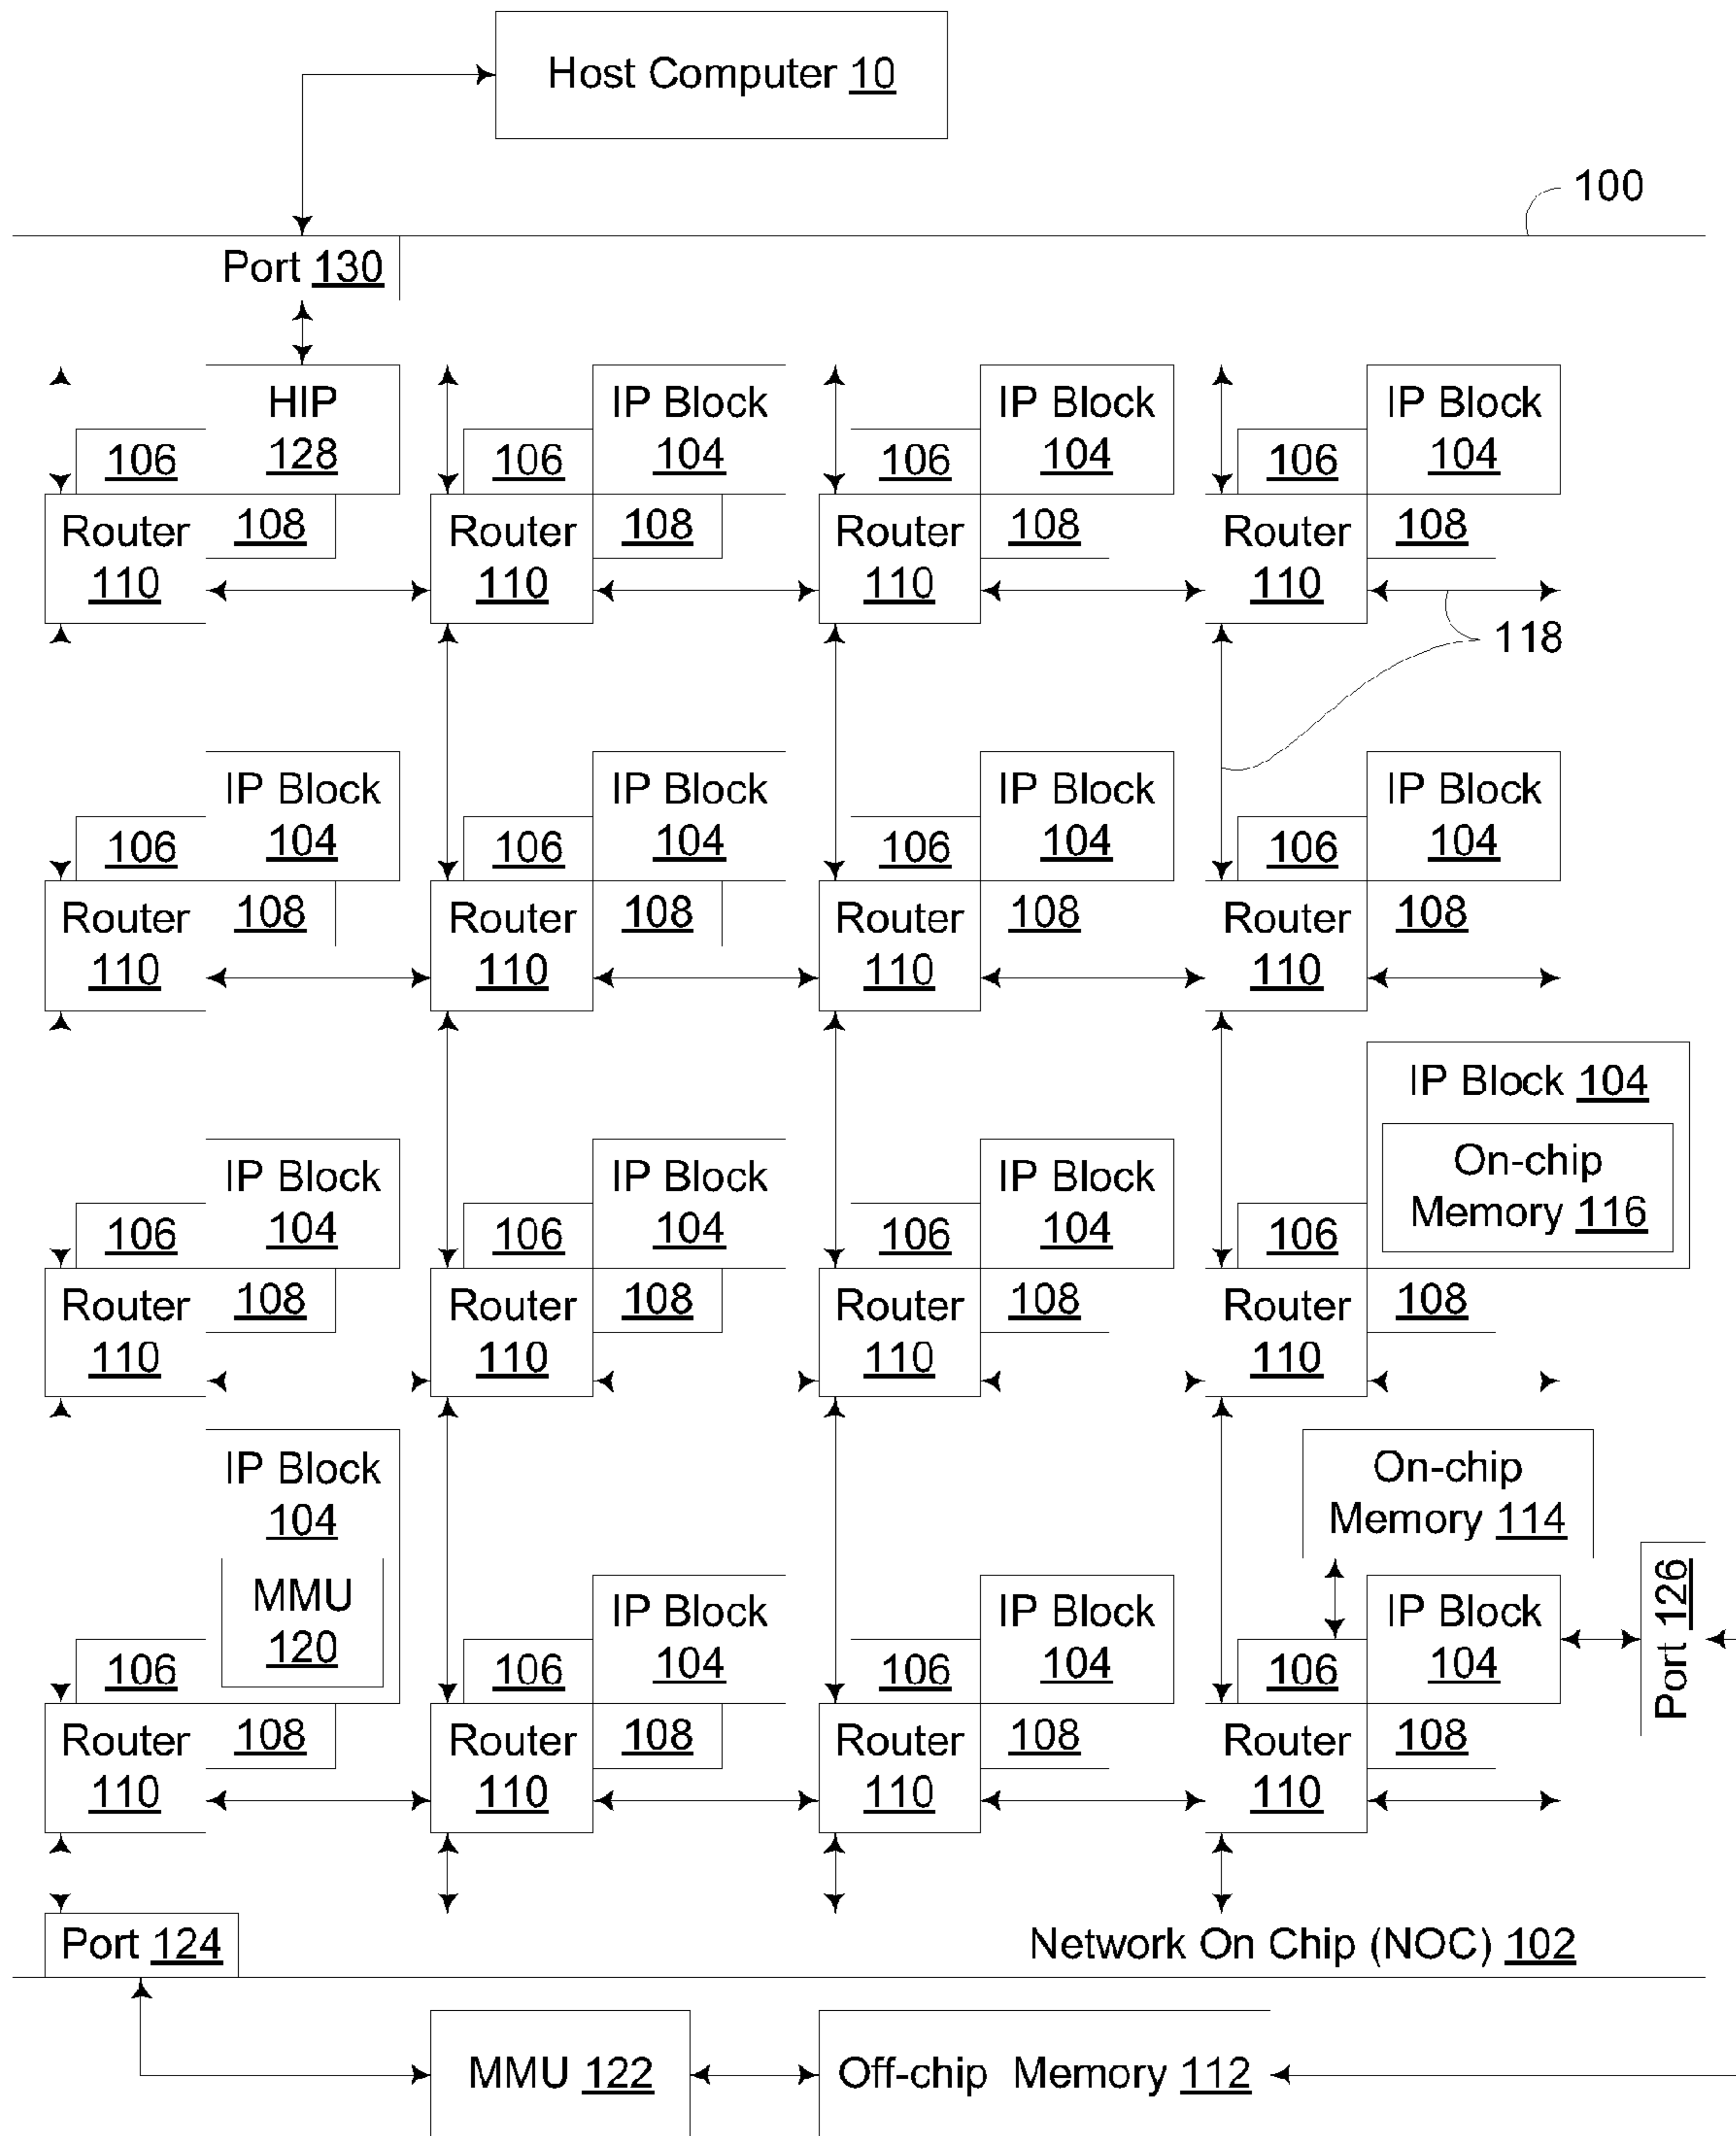 Host Computer 10
100
Port 130
HIP
128
IP Block
104
IP Block
104
IP Block
104
106
106
106
106
Router
110
108
Router
110
108
Router
110
108
Router
110
108
118
IP Block
104
IP Block
104
IP Block
104
IP Block
104
106
106
106
106
Router
110
108
Router
110
108
Router
110
108
Router
110
108
IP Block 104
On-chip
Memory 116
IP Block
104
IP Block
104
IP Block
104
106
106
106
106
Router
110
108
Router
110
108
Router
110
108
Router
110
108
IP Block
104
MMU
120
On-chip
Memory 114
IP Block
104
IP Block
104
IP Block
104
Port 126
106
106
106
106
Router
110
108
Router
110
108
Router
110
108
Router
110
108
Port 124
Network On Chip (NOC) 102
MMU 122
Off-chip Memory 112